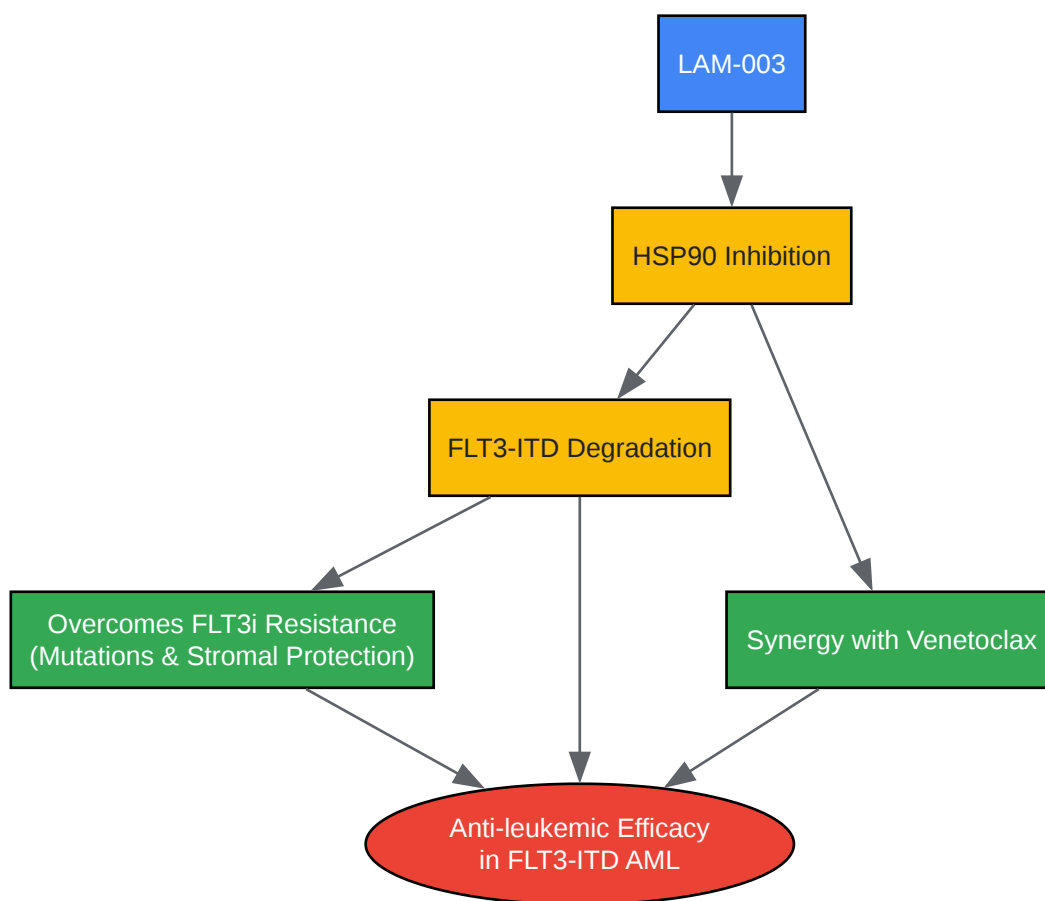 LAM-003
HSP90 Inhibition
FLT3-ITD Degradation
Overcomes FLT3i Resistance
(Mutations & Stromal Protection)
Synergy with Venetoclax
Anti-leukemic Efficacy
in FLT3-ITD AML